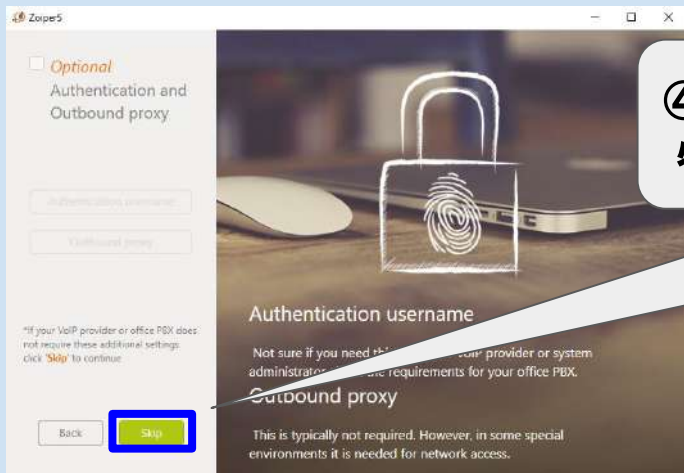 Zoiper5
Optional
Authentication and
Outbound proxy
Authentication username
Outbound proxy
*If your VoIP provider or office PBX does
not require these additional settings
click 'Skip' to continue
Back
Skip
④
Authentication username
Not sure if you need th VoIP provider or system
administrator requirements for your office PBX.
Outbound proxy
This is typically not required. However, in some special
environments it is needed for network access.